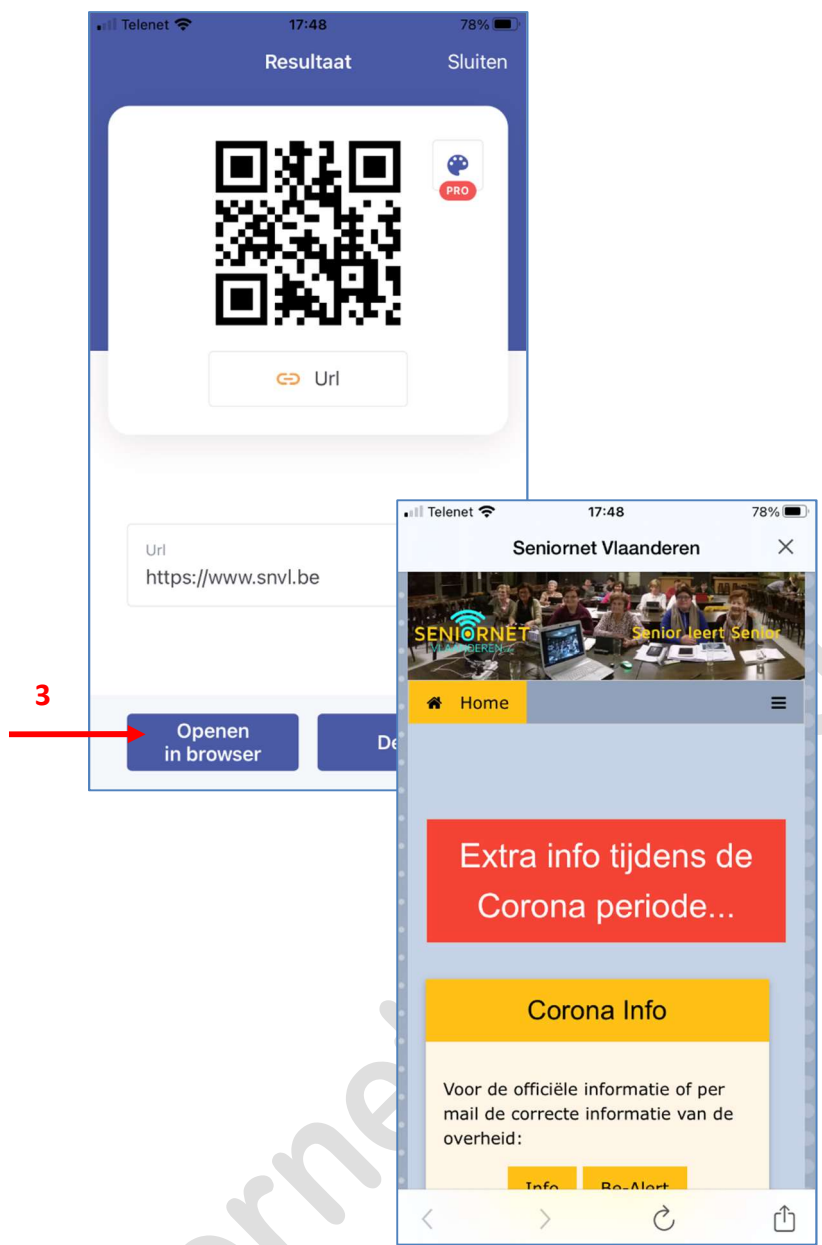 Telenet 17:48 78%
Resultaat Sluiten
PRO
Url
Url
https://www.snvl.be
3
Openen
in browser
De
Telenet 17:48 78%
Seniornet Vlaanderen
SENIORNET
VLAANDEREN
Senior leert Senior
Home
Extra info tijdens de
Corona periode...
Corona Info
Voor de officiële informatie of per
mail de correcte informatie van de
overheid:
Info Be-Alert